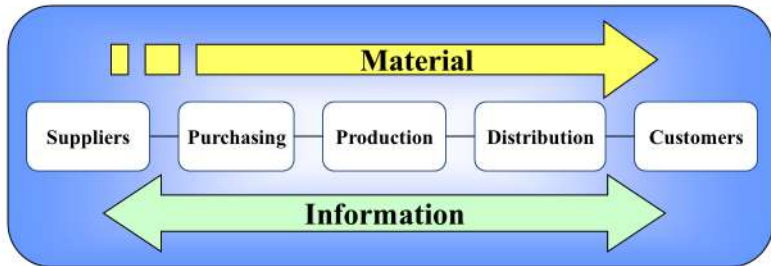 Material
Suppliers Purchasing Production Distribution Customers
Information